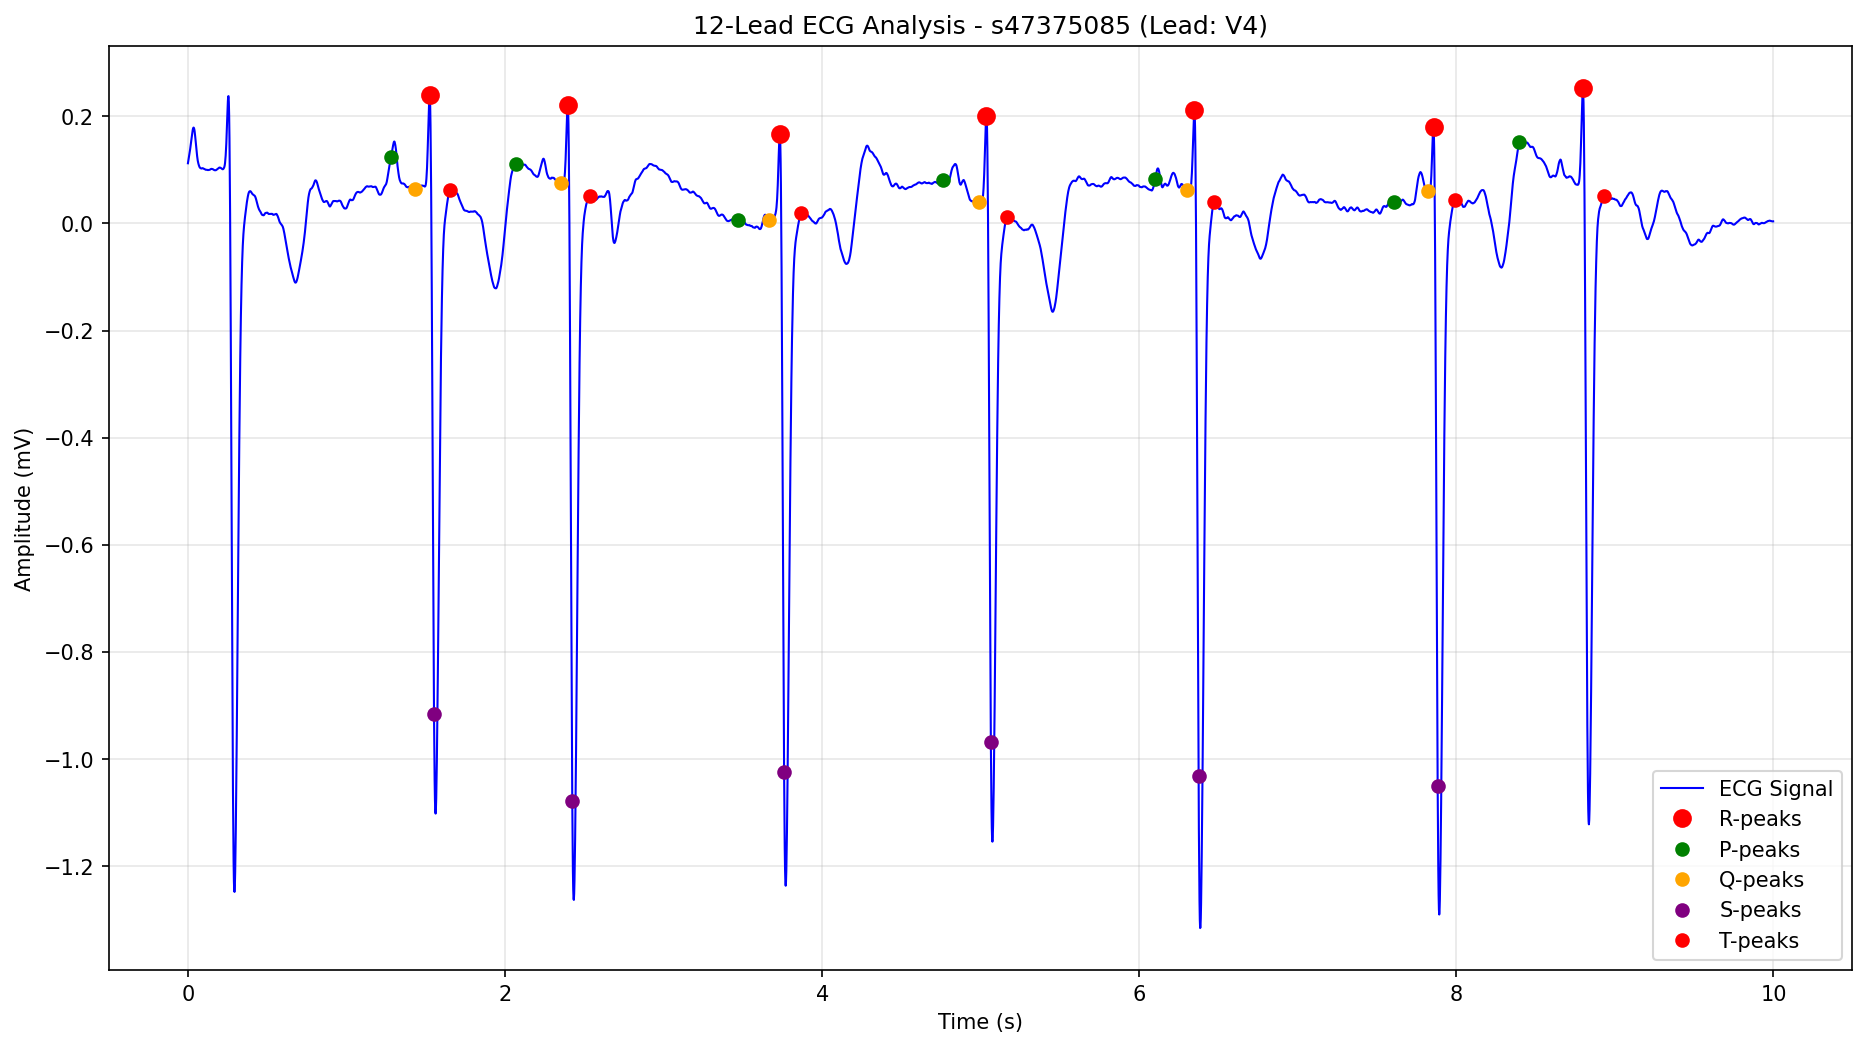 12-Lead ECG Analysis - s47375085 (Lead: V4)
0.2
0.0
−0.2
−0.4
−0.6
−0.8
−1.0
−1.2
Amplitude (mV)
0
2
4
6
8
10
Time (s)
ECG Signal
R-peaks
P-peaks
Q-peaks
S-peaks
T-peaks